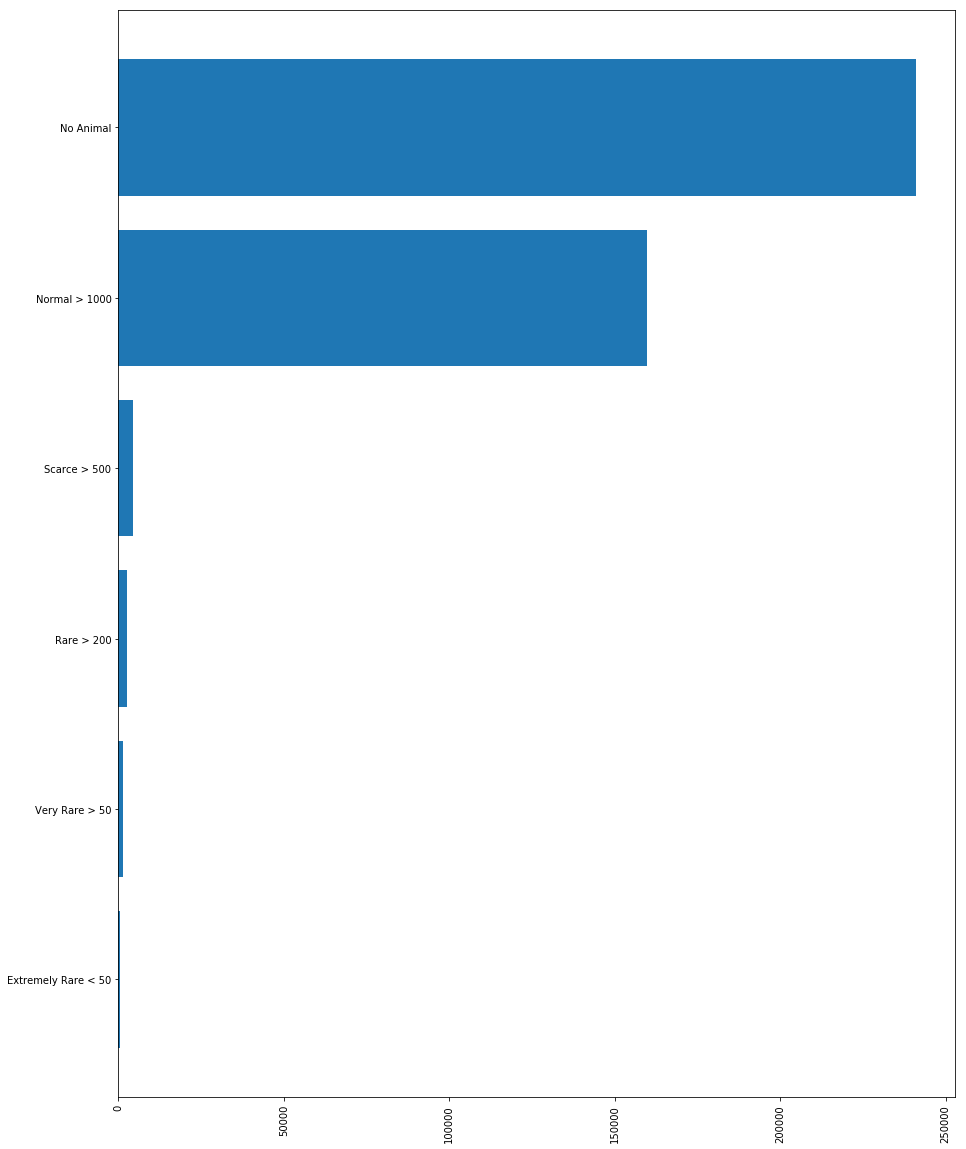 No Animal
Normal > 1000
Scarce > 500
Rare > 200
Very Rare > 50
Extremely Rare < 50
0
50000
100000
150000
200000
250000